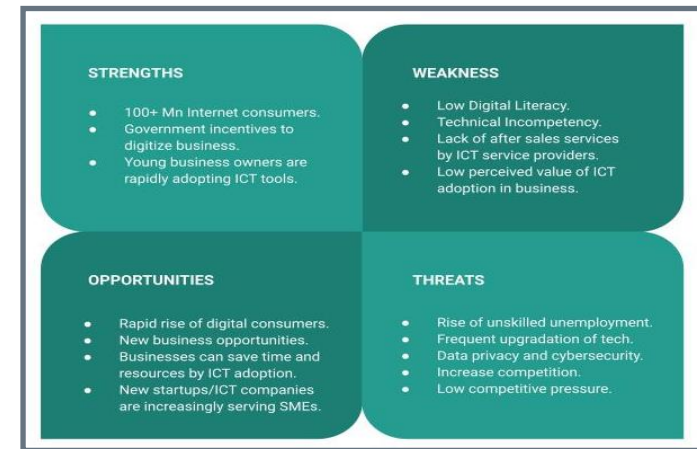 STRENGTHS
● 100+ Mn Internet consumers.
● Government incentives to
digitize business.
● Young business owners are
rapidly adopting ICT tools.
WEAKNESS
● Low Digital Literacy.
● Technical Incompetency.
● Lack of after sales services
by ICT service providers.
● Low perceived value of ICT
adoption in business.
OPPORTUNITIES
● Rapid rise of digital consumers.
● New business opportunities.
● Businesses can save time and
resources by ICT adoption.
● New startups/ICT companies
are increasingly serving SMEs.
THREATS
● Rise of unskilled unemployment.
● Frequent upgradation of tech.
● Data privacy and cybersecurity.
● Increase competition.
● Low competitive pressure.